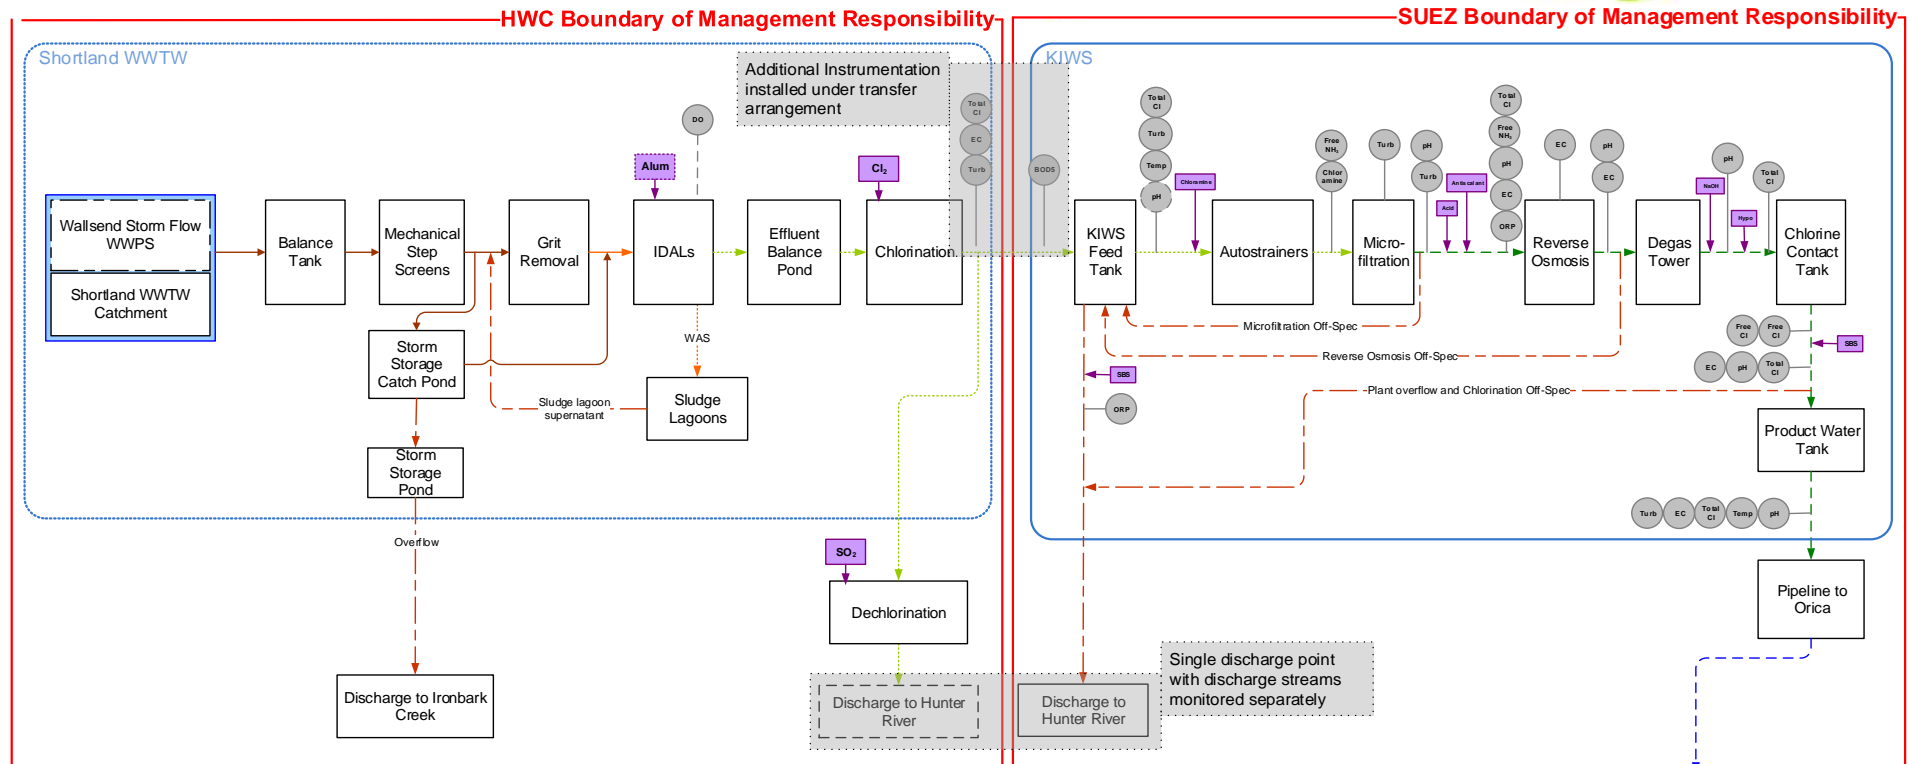 HWC Boundary of Management Responsibility
SUEZ Boundary of Management Responsibility
Shortland WWTW
KIWS
Additional Instrumentation
installed under transfer
arrangement
Total
Cl
EC
Turb
BOD5
DO
Alum
Cl₂
Wallsend Storm Flow
WWPS
Shortland WWTW
Catchment
Balance
Tank
Mechanical
Step
Screens
Grit
Removal
IDALs
Effluent
Balance
Pond
Chlorination
Storm
Storage
Catch Pond
WAS
Sludge
Lagoons
Sludge lagoon
supernatant
Storm
Storage
Pond
Overflow
Discharge to Ironbark
Creek
SO₂
Dechlorination
Discharge to Hunter
River
Total
Cl
Turb
Temp
pH
Chloramine
Free
NH₃
Chlor
amine
Turb
pH
Turb
Acid
Antiscalant
Total
Cl
Free
NH₃
pH
EC
ORP
EC
pH
EC
NaOH
pH
Hypo
Total
Cl
KIWS
Feed
Tank
Autostrainers
Micro-
filtration
Reverse
Osmosis
Degas
Tower
Chlorine
Contact
Tank
Microfiltration Off-Spec
Reverse Osmosis Off-Spec
Free
Cl
Free
Cl
SBS
EC
pH
Total
Cl
SBS
ORP
Plant overflow and Chlorination Off-Spec
Product Water
Tank
Turb
EC
Total
Cl
Temp
pH
Pipeline to
Orica
Discharge to
Hunter River
Single discharge point
with discharge streams
monitored separately